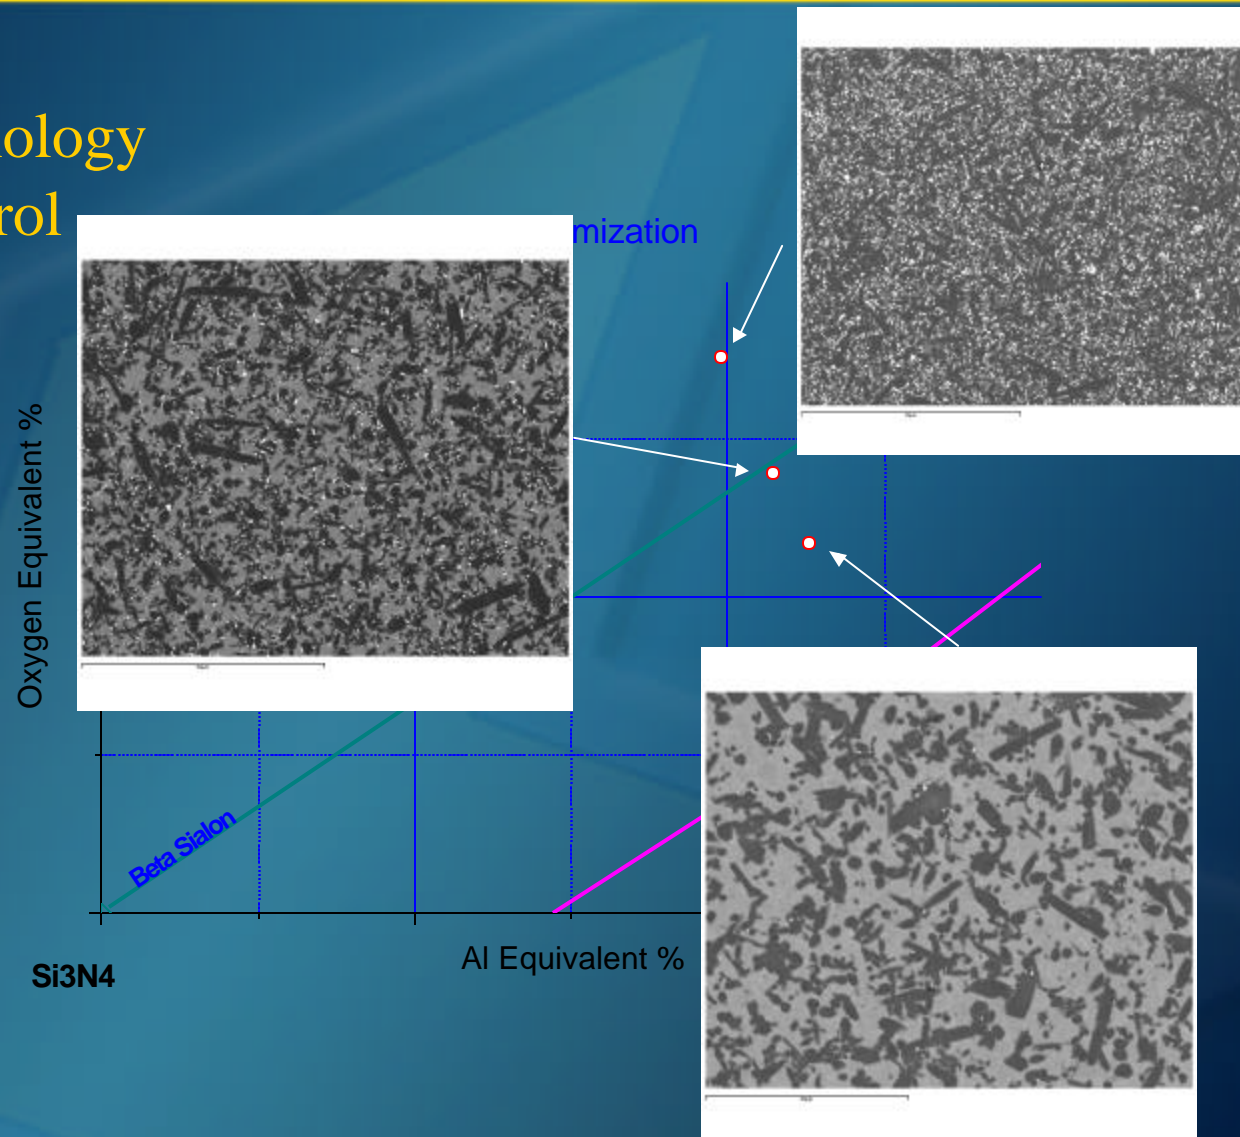 ology
rol
mization
Oxygen Equivalent %
Beta Sialon
Al Equivalent %
Si3N4